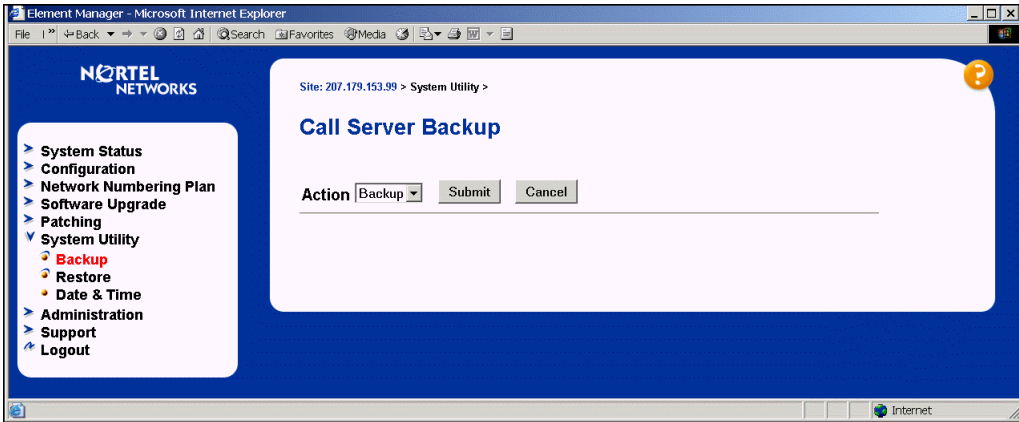 Element Manager - Microsoft Internet Explorer
File I » Back Search Favorites Media
NORTEL
NETWORKS
Site: 207.179.153.99 > System Utility >
Call Server Backup
Action Backup Submit Cancel
System Status
Configuration
Network Numbering Plan
Software Upgrade
Patching
System Utility
Backup
Restore
Date & Time
Administration
Support
Logout
Internet